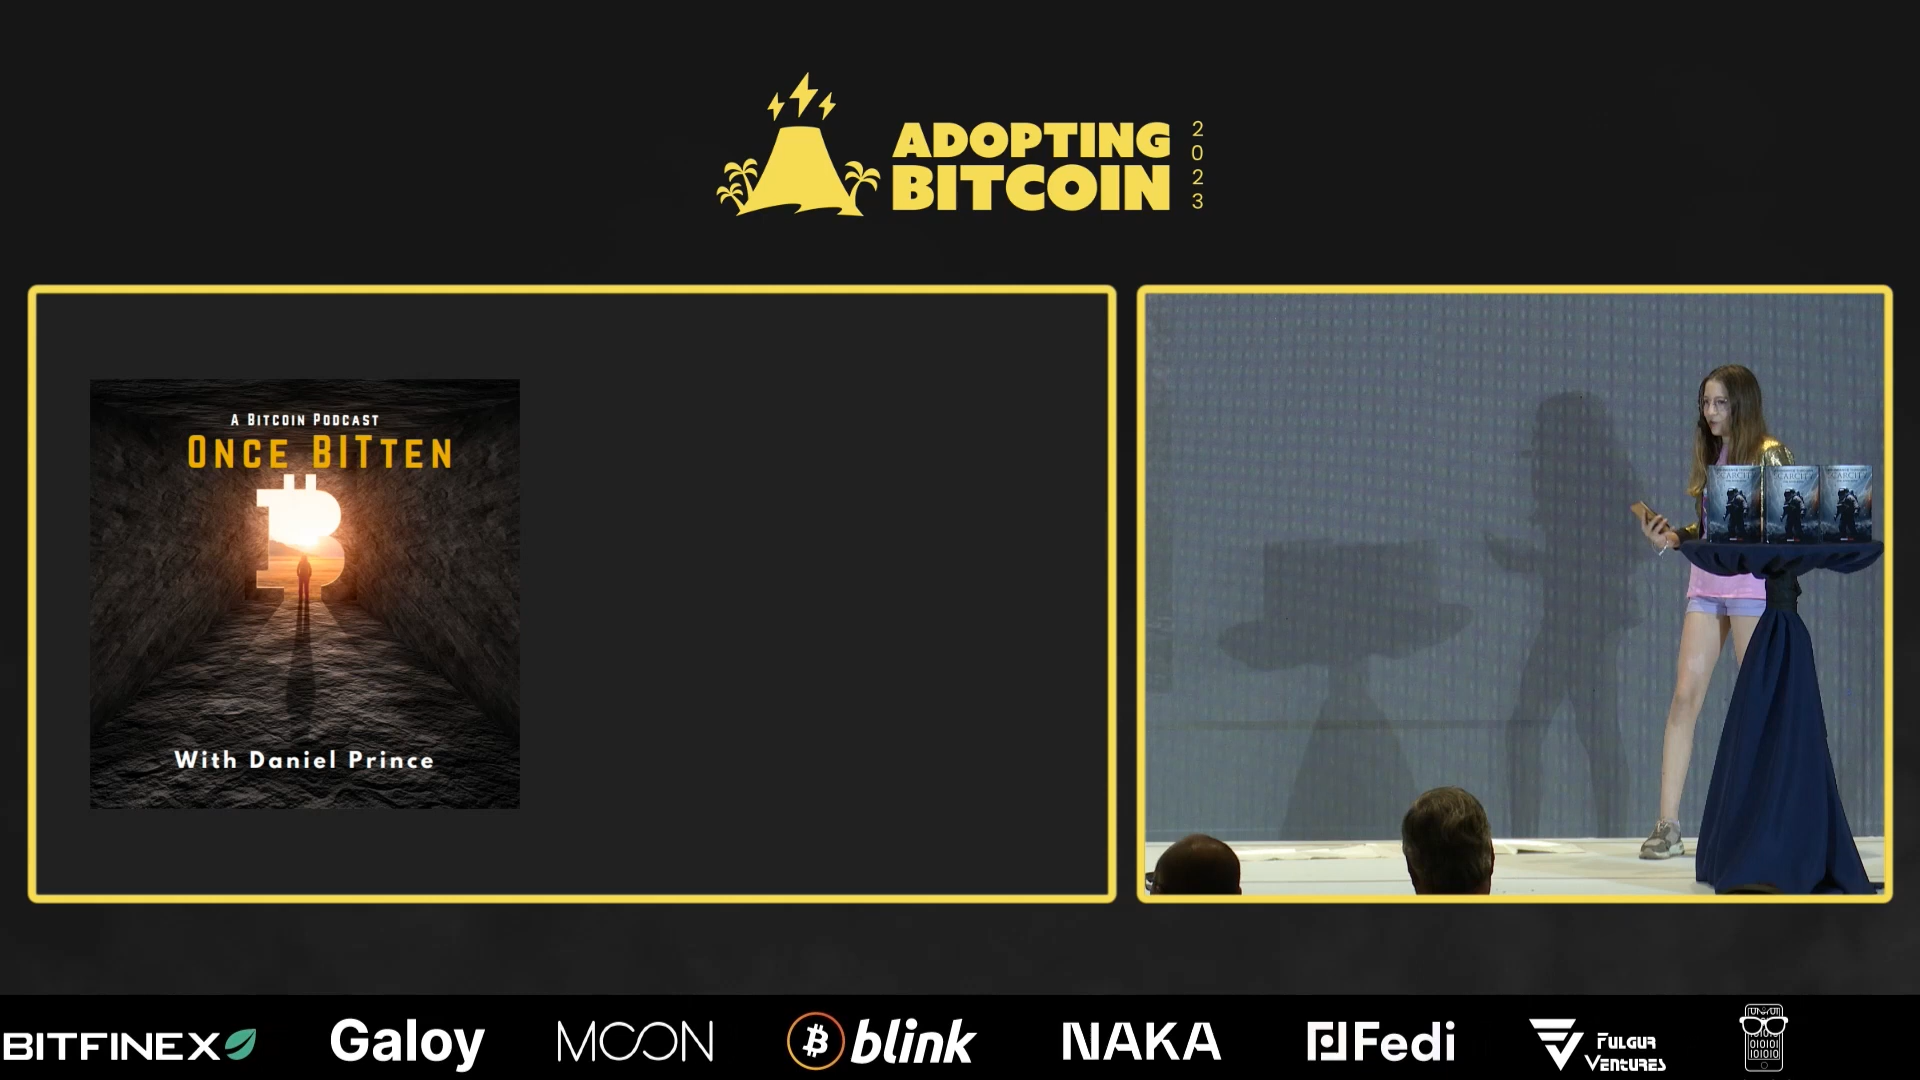 ADOPTING
BITCOIN
2
0
2
3
A BITCOIN PODCAST
ONCE BITTEN
With Daniel Prince
BITFINEX
Galoy
MOON
blink
NAKA
Fedi
FULGUR
VENTURES